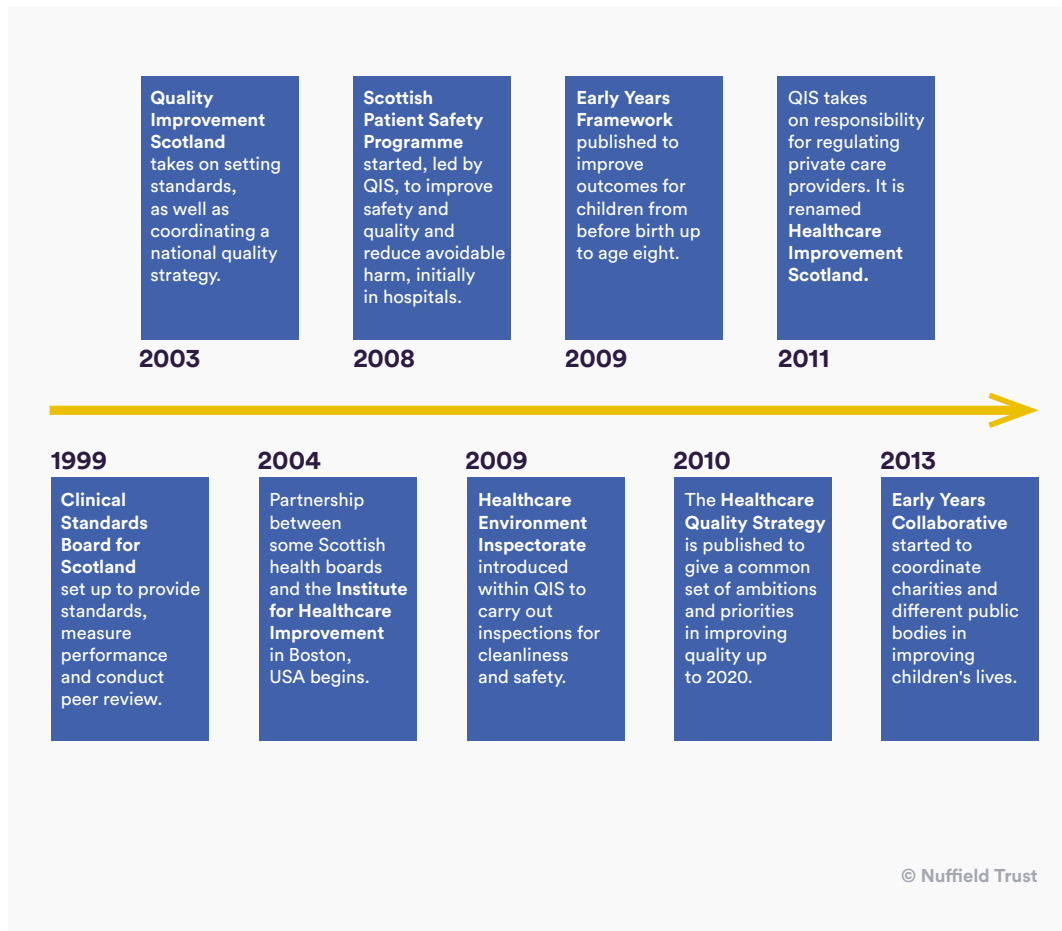 Quality
Improvement
Scotland
takes on setting
standards,
as well as
coordinating a
national quality
strategy.
2003
Scottish
Patient Safety
Programme
started, led by
QIS, to improve
safety and
quality and
reduce avoidable
harm, initially
in hospitals.
2008
Early Years
Framework
published to
improve
outcomes for
children from
before birth up
to age eight.
2009
QIS takes
on responsibility
for regulating
private care
providers. It is
renamed
Healthcare
Improvement
Scotland.
2011
1999
Clinical
Standards
Board for
Scotland
set up to provide
standards,
measure
performance
and conduct
peer review.
2004
Partnership
between
some Scottish
health boards
and the Institute
for Healthcare
Improvement
in Boston,
USA begins.
2009
Healthcare
Environment
Inspectorate
introduced
within QIS to
carry out
inspections for
cleanliness
and safety.
2010
The Healthcare
Quality Strategy
is published to
give a common
set of ambitions
and priorities
in improving
quality up
to 2020.
2013
Early Years
Collaborative
started to
coordinate
charities and
different public
bodies in
improving
children's lives.
© Nuffield Trust